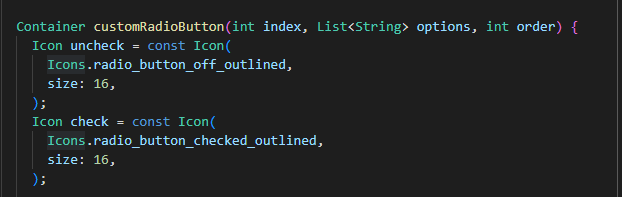 Container customRadioButton(int index, List<String> options, int order) {
Icon uncheck = const Icon(
Icons.radio_button_off_outlined,
size: 16,
);
Icon check = const Icon(
Icons.radio_button_checked_outlined,
size: 16,
);